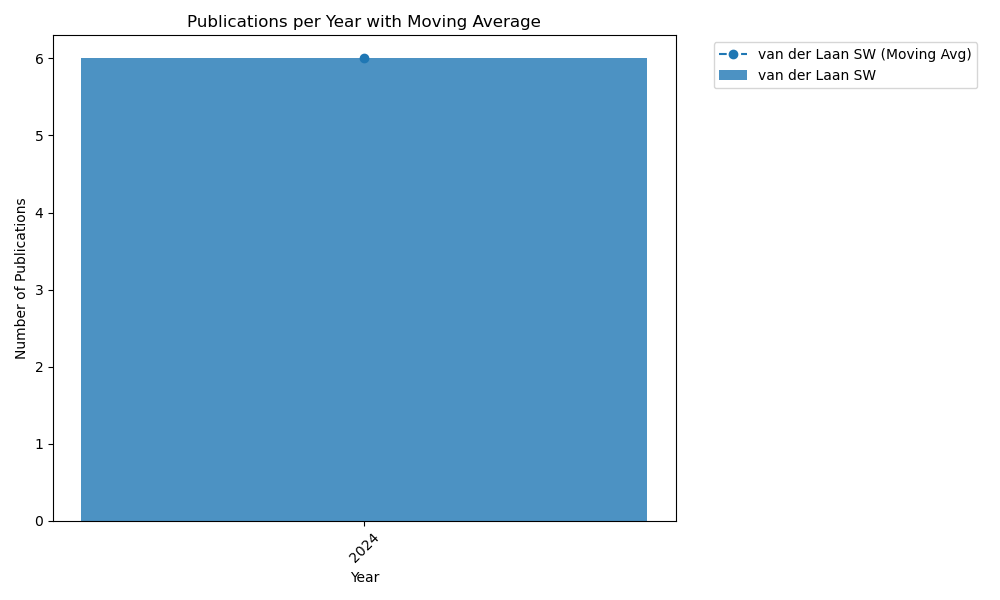 Publications per Year with Moving Average
van der Laan SW (Moving Avg)
van der Laan SW
Number of Publications
6
5
4
3
2
1
0
2024
Year